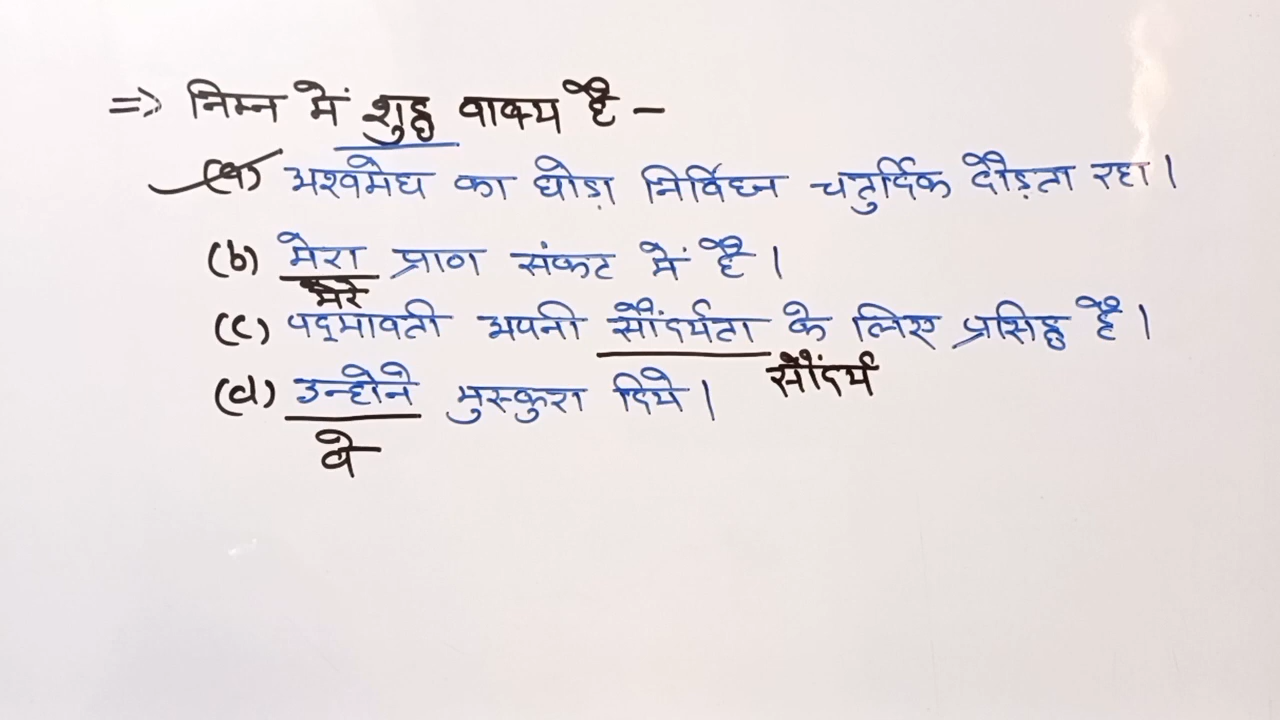 => निम्न में शुद्ध वाक्य है -
(a) अश्वमेघ का घोड़ा निर्विघ्न चतुर्दिक दौड़ता रहा।
(b) मेरा प्राण संकट में है।
मेरे
(c) पद्मावती अपनी सौंदर्यता के लिए प्रसिद्ध है।
सौंदर्य
(d) उन्होंने मुस्कुरा दिये।
वे